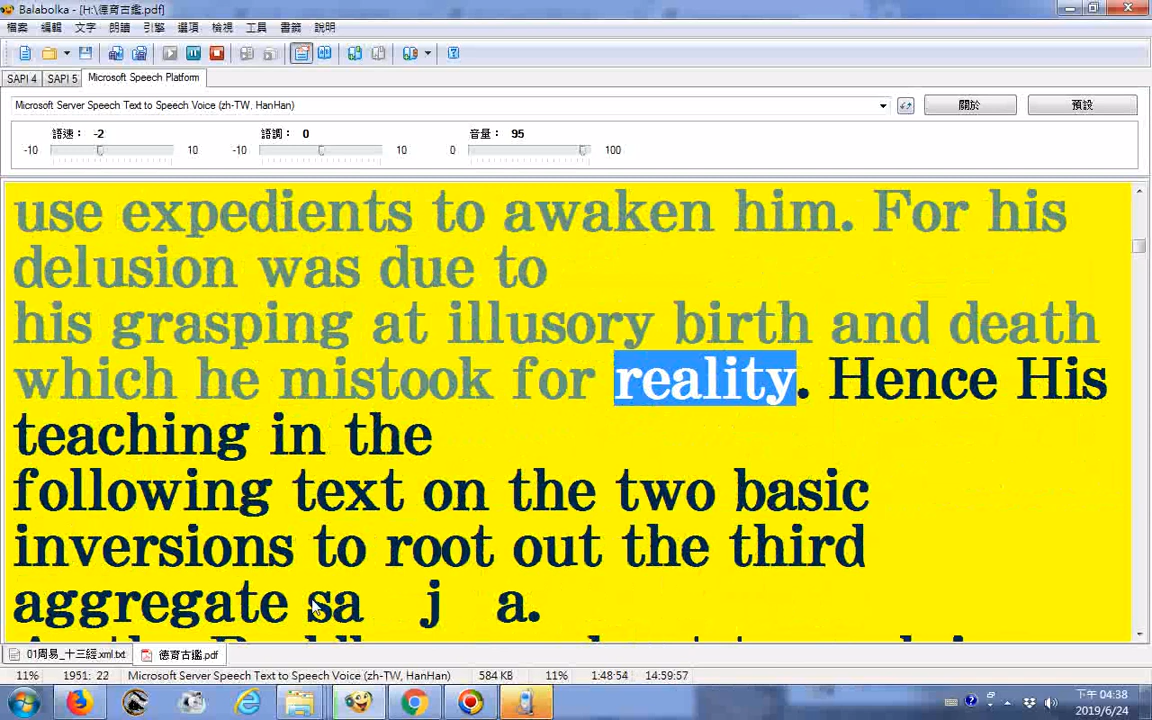 Balabolka - [H:\德育古鑑.pdf]
檔案 編輯 文字 朗讀 引擎 選項 檢視 工具 書籤 說明
SAPI 4 SAPI 5 Microsoft Speech Platform
Microsoft Server Speech Text to Speech Voice (zh-TW, HanHan) 關於 預設
語速： -2 語調： 0 音量： 95
-10 10 -10 10 0 100
use expedients to awaken him. For his
delusion was due to
his grasping at illusory birth and death
which he mistook for reality. Hence His
teaching in the
following text on the two basic
inversions to root out the third
aggregate sa j a.
01周易_十三經.xml.txt 德育古鑑.pdf
11% 1951: 22 Microsoft Server Speech Text to Speech Voice (zh-TW, HanHan) 584 KB 11% 1:48:54 14:59:57
下午 04:38
2019/6/24